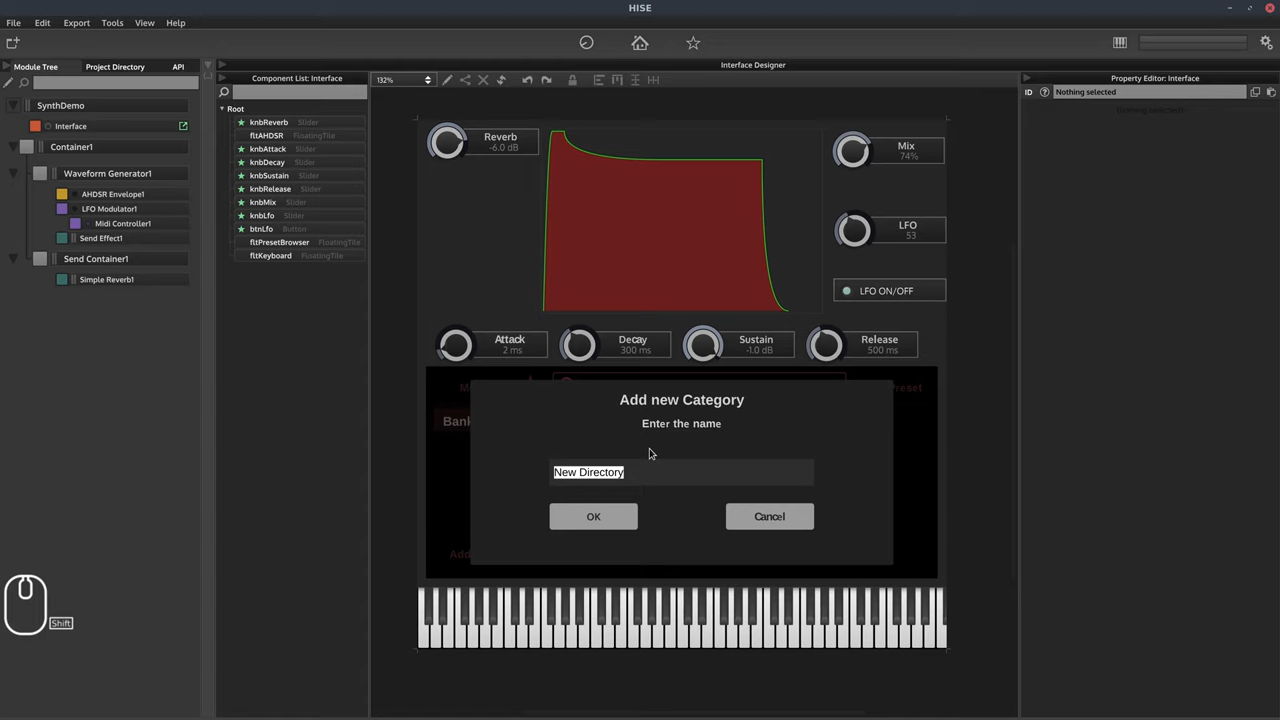 HISE
File Edit Export Tools View Help
Module Tree Project Directory API
SynthDemo
Interface
Container1
Waveform Generator1
AHDSR Envelope1
LFO Modulator1
Midi Controller1
Send Effect1
Send Container1
Simple Reverb1
Shift
Component List: Interface
Root
knbReverb Slider
fltAHDSR FloatingTile
knbAttack Slider
knbDecay Slider
knbSustain Slider
knbRelease Slider
knbMix Slider
knbLfo Slider
btnLfo Button
fltPresetBrowser FloatingTile
fltKeyboard FloatingTile
Interface Designer
132%
Reverb
-6.0 dB
Mix
74%
LFO
53
LFO ON/OFF
Attack
2 ms
Decay
300 ms
Sustain
-1.0 dB
Release
500 ms
Preset
Bank
Add
Add new Category
Enter the name
New Directory
OK Cancel
Property Editor: Interface
ID Nothing selected
Nothing selected